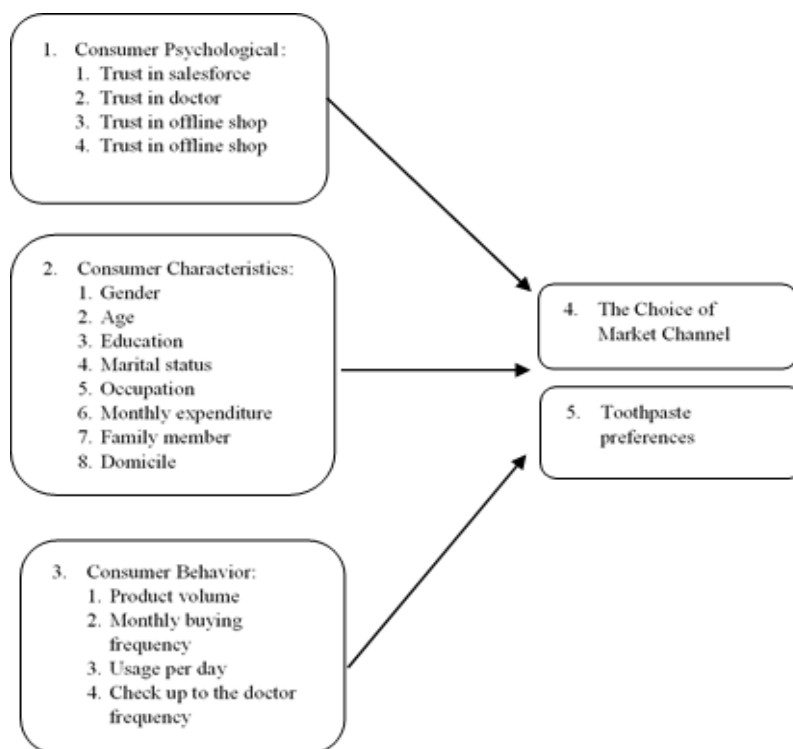 1. Consumer Psychological:
1. Trust in salesforce
2. Trust in doctor
3. Trust in offline shop
4. Trust in offline shop
2. Consumer Characteristics:
1. Gender
2. Age
3. Education
4. Marital status
5. Occupation
6. Monthly expenditure
7. Family member
8. Domicile
3. Consumer Behavior:
1. Product volume
2. Monthly buying
frequency
3. Usage per day
4. Check up to the doctor
frequency
4. The Choice of
Market Channel
5. Toothpaste
preferences